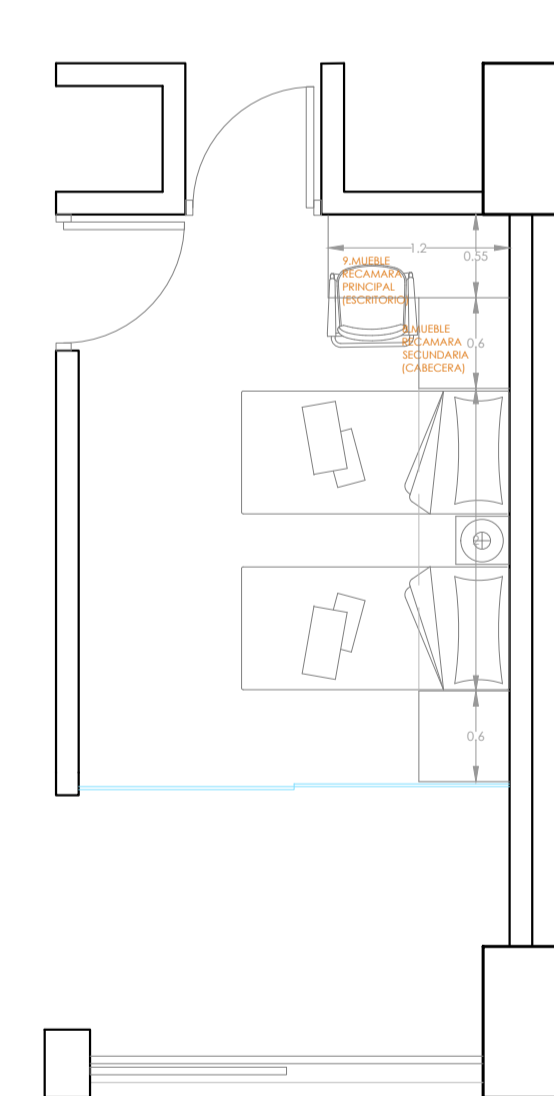 1.2
0.55
9.MUEBLE
RECAMARA
PRINCIPAL
(ESCRITORIO)
MUEBLE
RECAMARA
SECUNDARIA
(CABECERA)
0.6
0.6